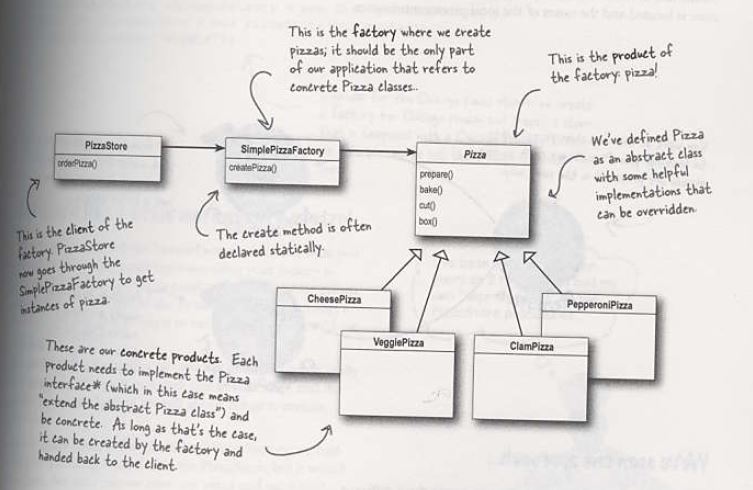 This is the factory where we create
pizzas; it should be the only part
of our application that refers to
concrete Pizza classes..
This is the product of
the factory: pizza!
PizzaStore
orderPizza()
SimplePizzaFactory
createPizza()
Pizza
prepare()
bake()
cut()
box()
We've defined Pizza
as an abstract class
with some helpful
implementations that
can be overridden.
This is the client of the
factory. PizzaStore
now goes through the
SimplePizzaFactory to get
instances of pizza.
The create method is often
declared statically.
CheesePizza
VeggiePizza
ClamPizza
PepperoniPizza
These are our concrete products. Each
product needs to implement the Pizza
interface* (which in this case means
"extend the abstract Pizza class") and
be concrete. As long as that's the case,
it can be created by the factory and
handed back to the client.